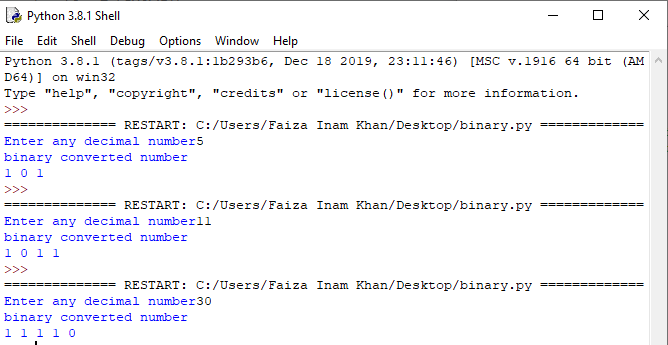 Python 3.8.1 Shell
File Edit Shell Debug Options Window Help
Python 3.8.1 (tags/v3.8.1:1b293b6, Dec 18 2019, 23:11:46) [MSC v.1916 64 bit (AM
D64)] on win32
Type "help", "copyright", "credits" or "license()" for more information.
>>>
============== RESTART: C:/Users/Faiza Inam Khan/Desktop/binary.py =============
Enter any decimal number5
binary converted number
1 0 1
>>>
============== RESTART: C:/Users/Faiza Inam Khan/Desktop/binary.py =============
Enter any decimal number11
binary converted number
1 0 1 1
>>>
============== RESTART: C:/Users/Faiza Inam Khan/Desktop/binary.py =============
Enter any decimal number30
binary converted number
1 1 1 1 0